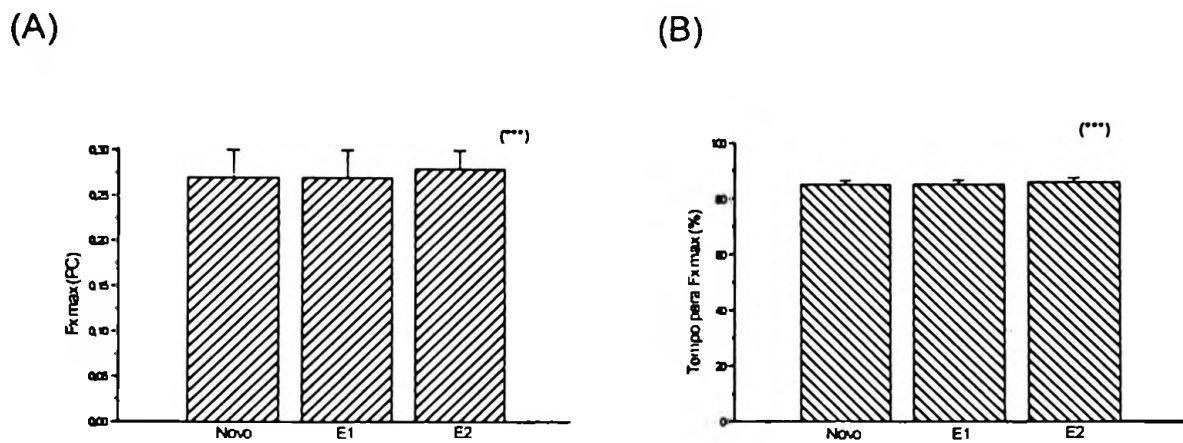 (A)
(B)
(***)
(***)
0,30
0,25
0,20
0,15
0,10
0,05
0,00
Fx max (PC)
Novo E1 E2
100
80
60
40
20
0
Tempo para Fx max (%)
Novo E1 E2